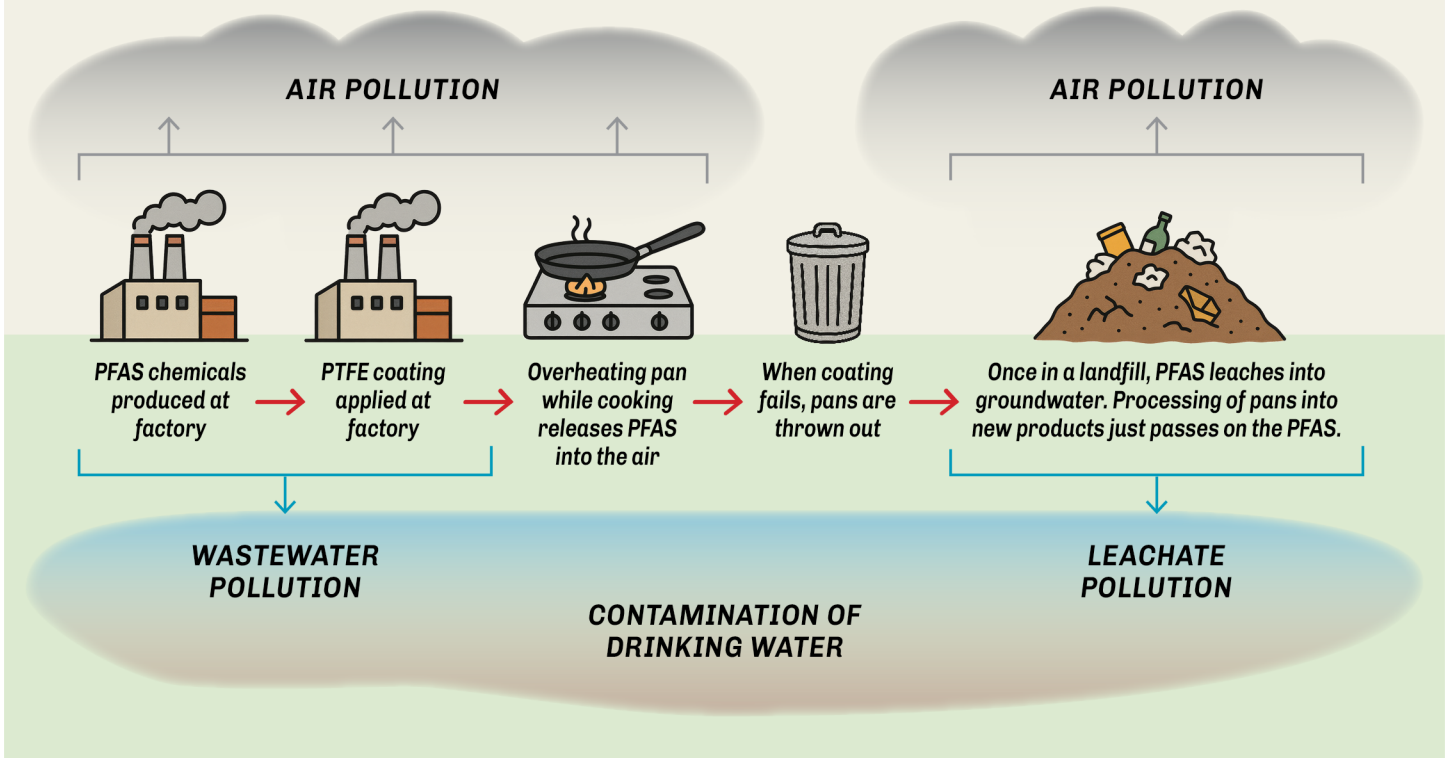 AIR POLLUTION
AIR POLLUTION
PFAS chemicals
produced at
factory
PTFE coating
applied at
factory
Overheating pan
while cooking
releases PFAS
into the air
When coating
fails, pans are
thrown out
Once in a landfill, PFAS leaches into
groundwater. Processing of pans into
new products just passes on the PFAS.
WASTEWATER
POLLUTION
LEACHATE
POLLUTION
CONTAMINATION OF
DRINKING WATER